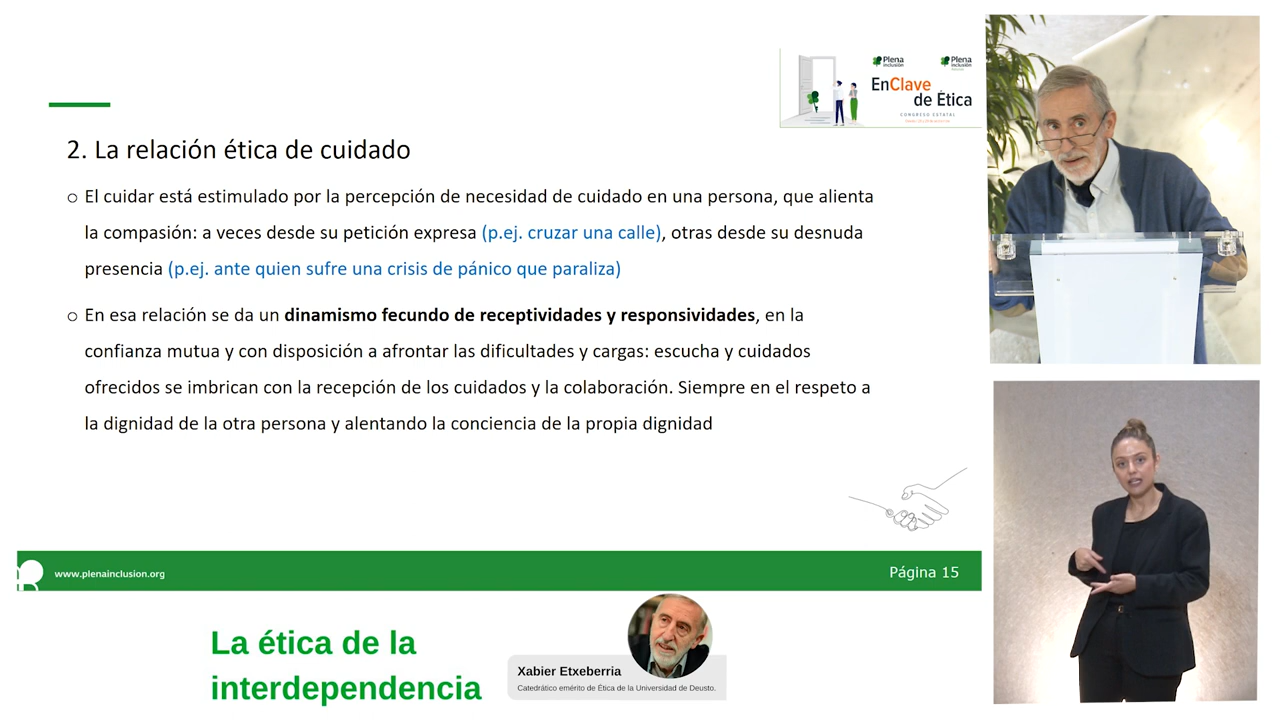 Plena
inclusión
Plena
inclusión
EnClave
de Ética
CONGRESO ESTATAL
2. La relación ética de cuidado
El cuidar está estimulado por la percepción de necesidad de cuidado en una persona, que alienta
la compasión: a veces desde su petición expresa (p.ej. cruzar una calle), otras desde su desnuda
presencia (p.ej. ante quien sufre una crisis de pánico que paraliza)
En esa relación se da un dinamismo fecundo de receptividades y responsividades, en la
confianza mutua y con disposición a afrontar las dificultades y cargas: escucha y cuidados
ofrecidos se imbrican con la recepción de los cuidados y la colaboración. Siempre en el respeto a
la dignidad de la otra persona y alentando la conciencia de la propia dignidad
www.plenainclusion.org
Página 15
La ética de la
interdependencia
Xabier Etxeberria
Catedrático emérito de Ética de la Universidad de Deusto.